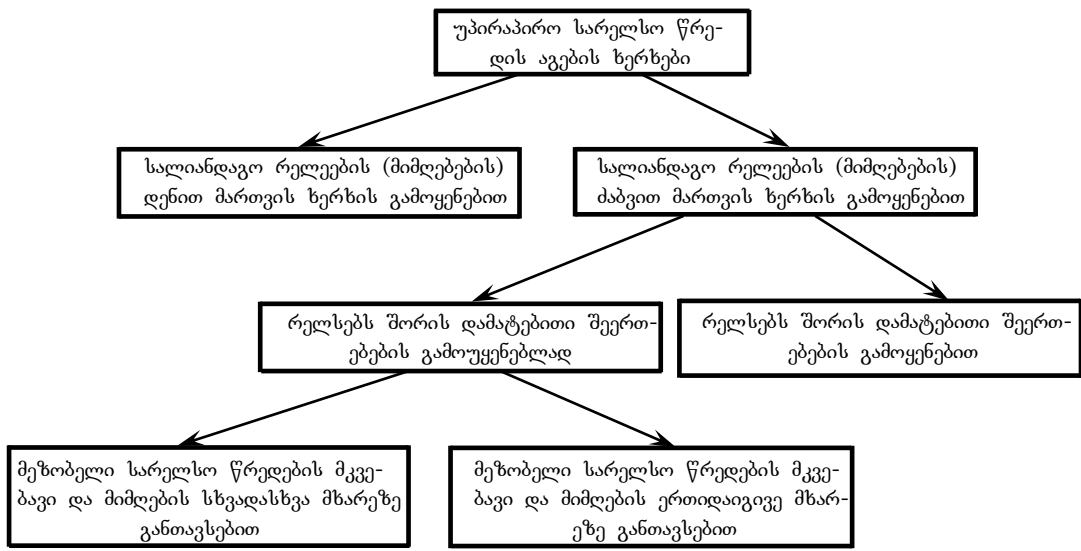 უპირაპირო სარელსო წრე-
დის აგების ხერხები
სალიანდაგო რელეების (მიმღებების)
დენით მართვის ხერხის გამოყენებით
სალიანდაგო რელეების (მიმღებების)
ძაბვით მართვის ხერხის გამოყენებით
რელსებს შორის დამატებითი შეერთ-
ებების გამოუყენებლად
რელსებს შორის დამატებითი შეერთ-
ებების გამოყენებით
მეზობელი სარელსო წრედების მკვე-
ბავი და მიმღების სხვადასხვა მხარეზე
განთავსებით
მეზობელი სარელსო წრედების მკვე-
ბავი და მიმღების ერთიდაიგივე მხარ-
ეზე განთავსებით